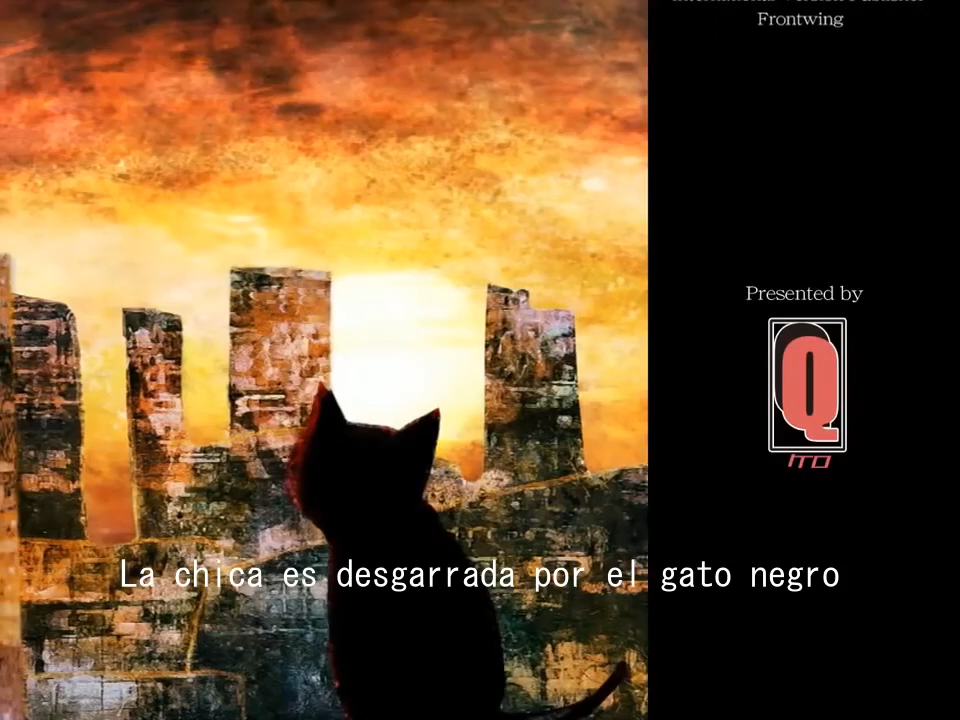 Frontwing
Presented by
Q
ITO
La chica es desgarrada por el gato negro